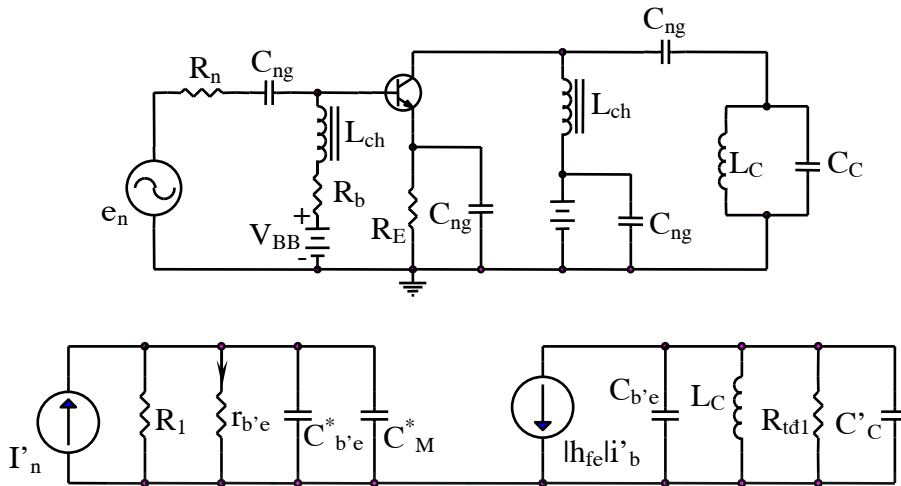 C_ng
R_n
C_ng
L_ch
L_ch
L_C
C_C
e_n
R_b
+
V_BB
-
R_E
C_ng
C_ng
I'_n
R_1
r_b'e
C*_b'e
C*_M
|h_fe|i'_b
C_b'e
L_C
R_tđ1
C'_C